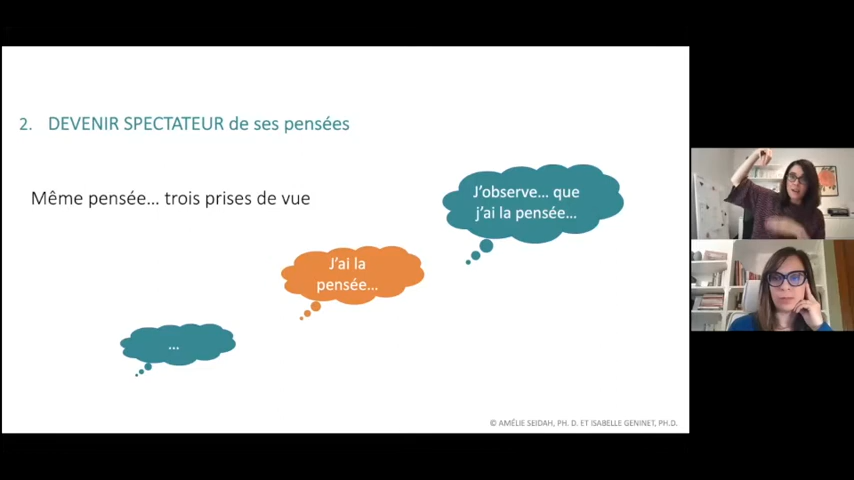 2. DEVENIR SPECTATEUR de ses pensées
Même pensée... trois prises de vue
J'observe... que
j'ai la pensée...
J'ai la
pensée...
...
© AMÉLIE SEIDAH, PH. D. ET ISABELLE GENINET, PH.D.